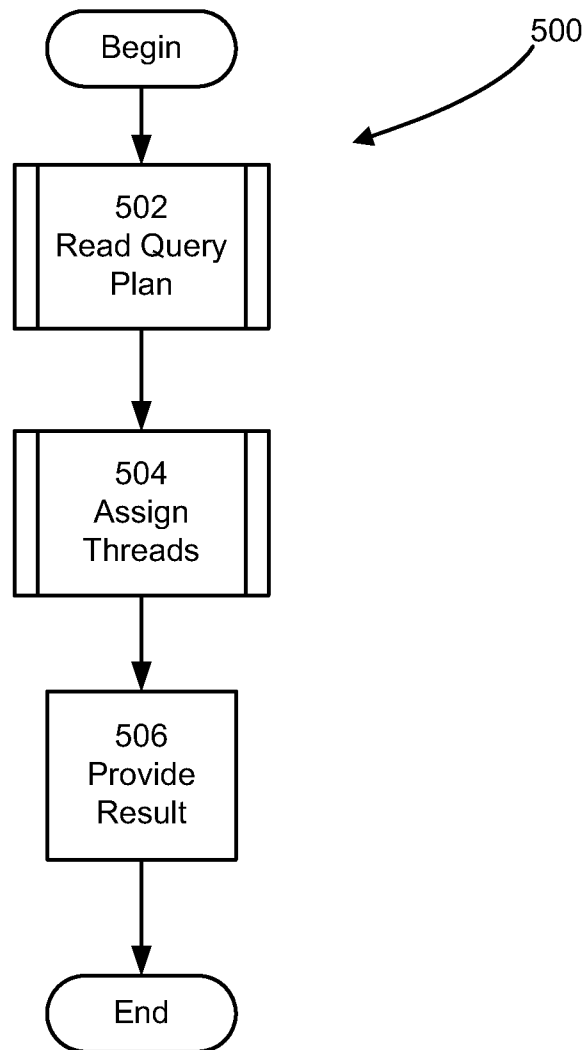 Begin
500
502
Read Query
Plan
504
Assign
Threads
506
Provide
Result
End